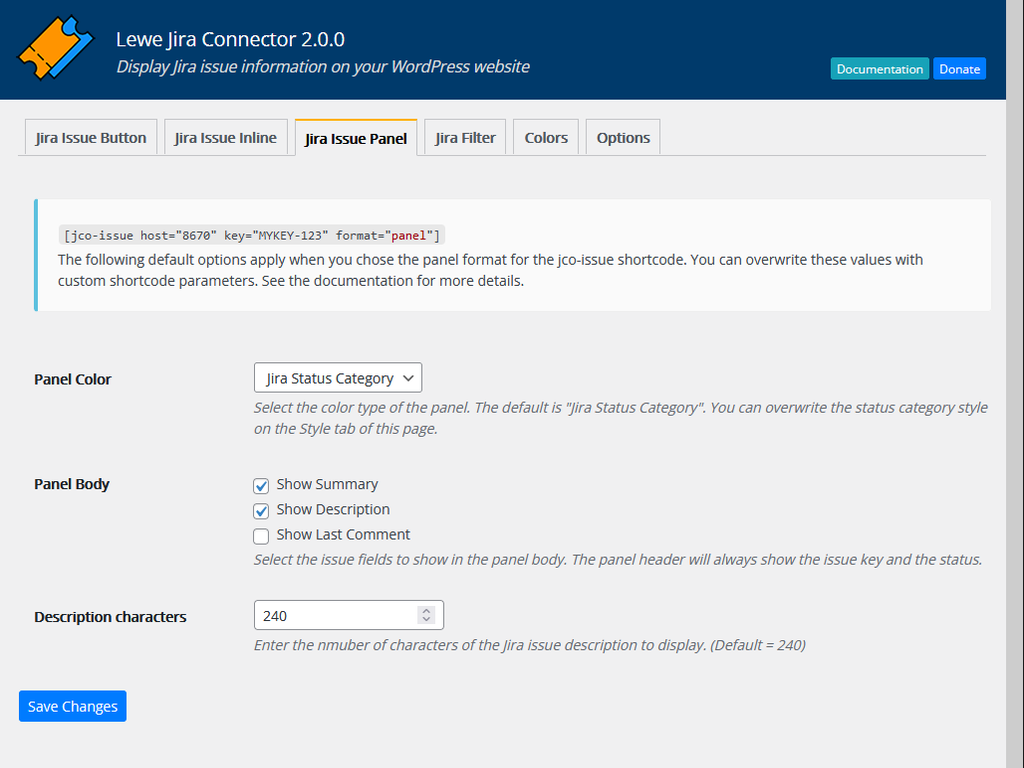 Lewe Jira Connector 2.0.0
Display Jira issue information on your WordPress website
Documentation
Donate
Jira Issue Button
Jira Issue Inline
Jira Issue Panel
Jira Filter
Colors
Options
[jco-issue host="8670" key="MYKEY-123" format="panel"]
The following default options apply when you chose the panel format for the jco-issue shortcode. You can overwrite these values with
custom shortcode parameters. See the documentation for more details.
Panel Color
Jira Status Category
Select the color type of the panel. The default is "Jira Status Category". You can overwrite the status category style
on the Style tab of this page.
Panel Body
Show Summary
Show Description
Show Last Comment
Select the issue fields to show in the panel body. The panel header will always show the issue key and the status.
Description characters
240
Enter the nmuber of characters of the Jira issue description to display. (Default = 240)
Save Changes